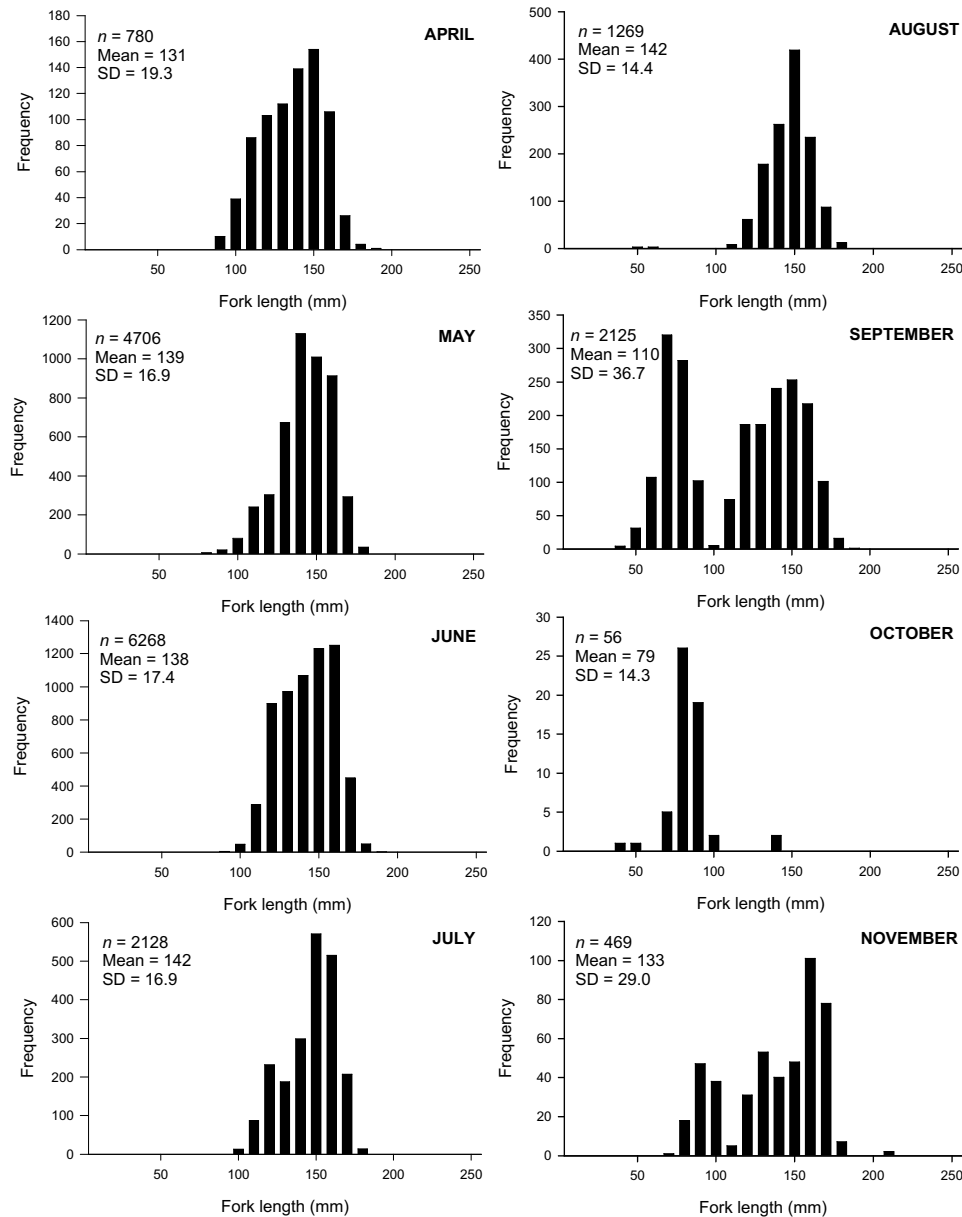 APRIL
n = 780
Mean = 131
SD = 19.3
Frequency
180
160
140
120
100
80
60
40
20
0
50 100 150 200 250
Fork length (mm)
MAY
n = 4706
Mean = 139
SD = 16.9
Frequency
1200
1000
800
600
400
200
0
50 100 150 200 250
Fork length (mm)
JUNE
n = 6268
Mean = 138
SD = 17.4
Frequency
1400
1200
1000
800
600
400
200
0
50 100 150 200 250
Fork length (mm)
JULY
n = 2128
Mean = 142
SD = 16.9
Frequency
600
500
400
300
200
100
0
50 100 150 200 250
Fork length (mm)
AUGUST
n = 1269
Mean = 142
SD = 14.4
Frequency
500
400
300
200
100
0
50 100 150 200 250
Fork length (mm)
SEPTEMBER
n = 2125
Mean = 110
SD = 36.7
Frequency
350
300
250
200
150
100
50
0
50 100 150 200 250
Fork length (mm)
OCTOBER
n = 56
Mean = 79
SD = 14.3
Frequency
30
25
20
15
10
5
0
50 100 150 200 250
Fork length (mm)
NOVEMBER
n = 469
Mean = 133
SD = 29.0
Frequency
120
100
80
60
40
20
0
50 100 150 200 250
Fork length (mm)